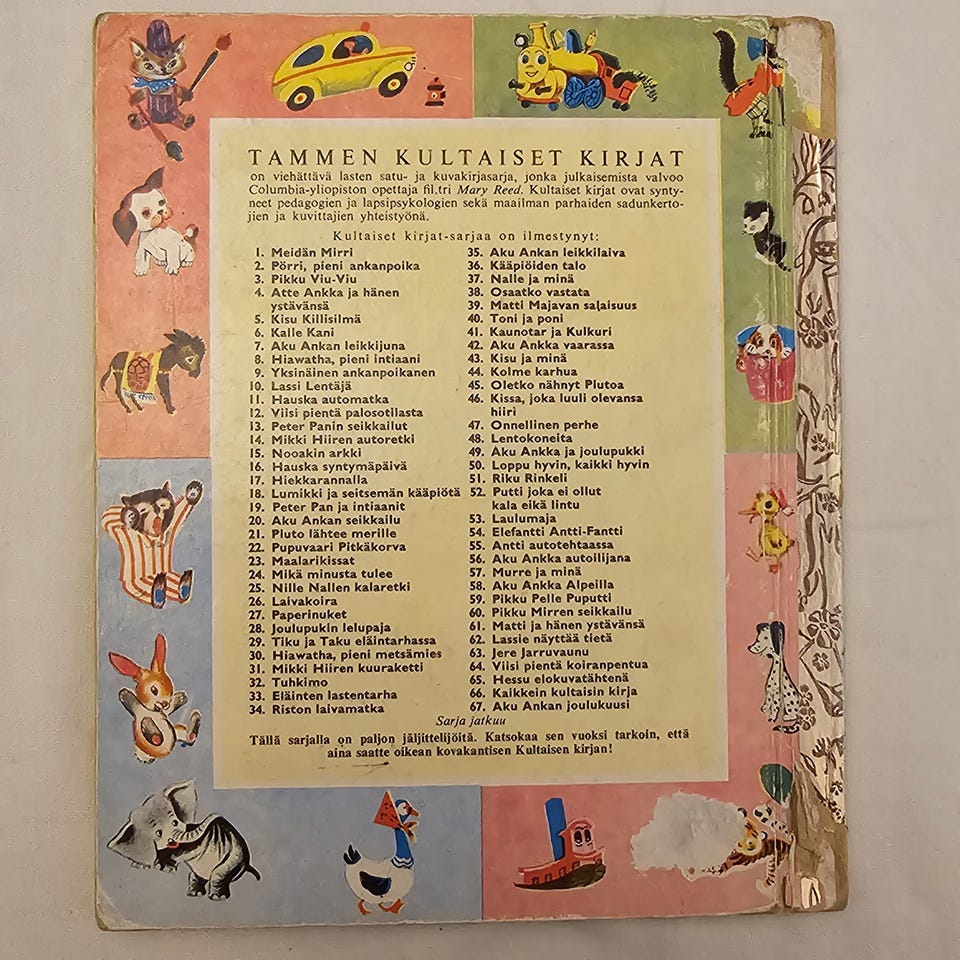 TAMMEN KULTAISET KIRJAT
on viehättävä lasten satu- ja kuvakirjasarja, jonka julkaisemista valvoo
Columbia-yliopiston opettaja fil.tri Mary Reed. Kultaiset kirjat ovat synty-
neet pedagogien ja lapsipsykologien sekä maailman parhaiden sadunkerto-
jien ja kuvittajien yhteistyönä.
Kultaiset kirjat-sarjaa on ilmestynyt:
1. Meidän Mirri
2. Pörri, pieni ankanpoika
3. Pikku Viu-Viu
4. Atte Ankka ja hänen
ystävänsä
5. Kisu Killisilmä
6. Kalle Kani
7. Aku Ankan leikkijuna
8. Hiawatha, pieni intiaani
9. Yksinäinen ankanpoikanen
10. Lassi Lentäjä
11. Hauska automatka
12. Viisi pientä palosotilasta
13. Peter Panin seikkailut
14. Mikki Hiiren autoretki
15. Nooakin arkki
16. Hauska syntymäpäivä
17. Hiekkarannalla
18. Lumikki ja seitsemän kääpiötä
19. Peter Pan ja intiaanit
20. Aku Ankan seikkailu
21. Pluto lähtee merille
22. Pupuvaari Pitkäkorva
23. Maalarikissat
24. Mikä minusta tulee
25. Nille Nallen kalaretki
26. Laivakoira
27. Paperinuket
28. Joulupukin lelupaja
29. Tiku ja Taku eläintarhassa
30. Hiawatha, pieni metsämies
31. Mikki Hiiren kuuraketti
32. Tuhkimo
33. Eläinten lastentarha
34. Riston laivamatka
35. Aku Ankan leikkilaiva
36. Kääpiöiden talo
37. Nalle ja minä
38. Osaatko vastata
39. Matti Majavan salaisuus
40. Toni ja poni
41. Kaunotar ja Kulkuri
42. Aku Ankka vaarassa
43. Kisu ja minä
44. Kolme karhua
45. Oletko nähnyt Plutoa
46. Kissa, joka luuli olevansa
hiiri
47. Onnellinen perhe
48. Lentokoneita
49. Aku Ankka ja joulupukki
50. Loppu hyvin, kaikki hyvin
51. Riku Rinkeli
52. Putti joka ei ollut
kala eikä lintu
53. Laulumaja
54. Elefantti Antti-Fantti
55. Antti autotehtaassa
56. Aku Ankka autoilijana
57. Murre ja minä
58. Aku Ankka Alpeilla
59. Pikku Pelle Puputti
60. Pikku Mirren seikkailu
61. Matti ja hänen ystävänsä
62. Lassie näyttää tietä
63. Jere Jarruvaunu
64. Viisi pientä koiranpentua
65. Hessu elokuvatähtenä
66. Kaikkein kultaisin kirja
67. Aku Ankan joulukuusi
Sarja jatkuu
Tällä sarjalla on paljon jäljittelijöitä. Katsokaa sen vuoksi tarkoin, että
aina saatte oikean kovakantisen Kultaisen kirjan!